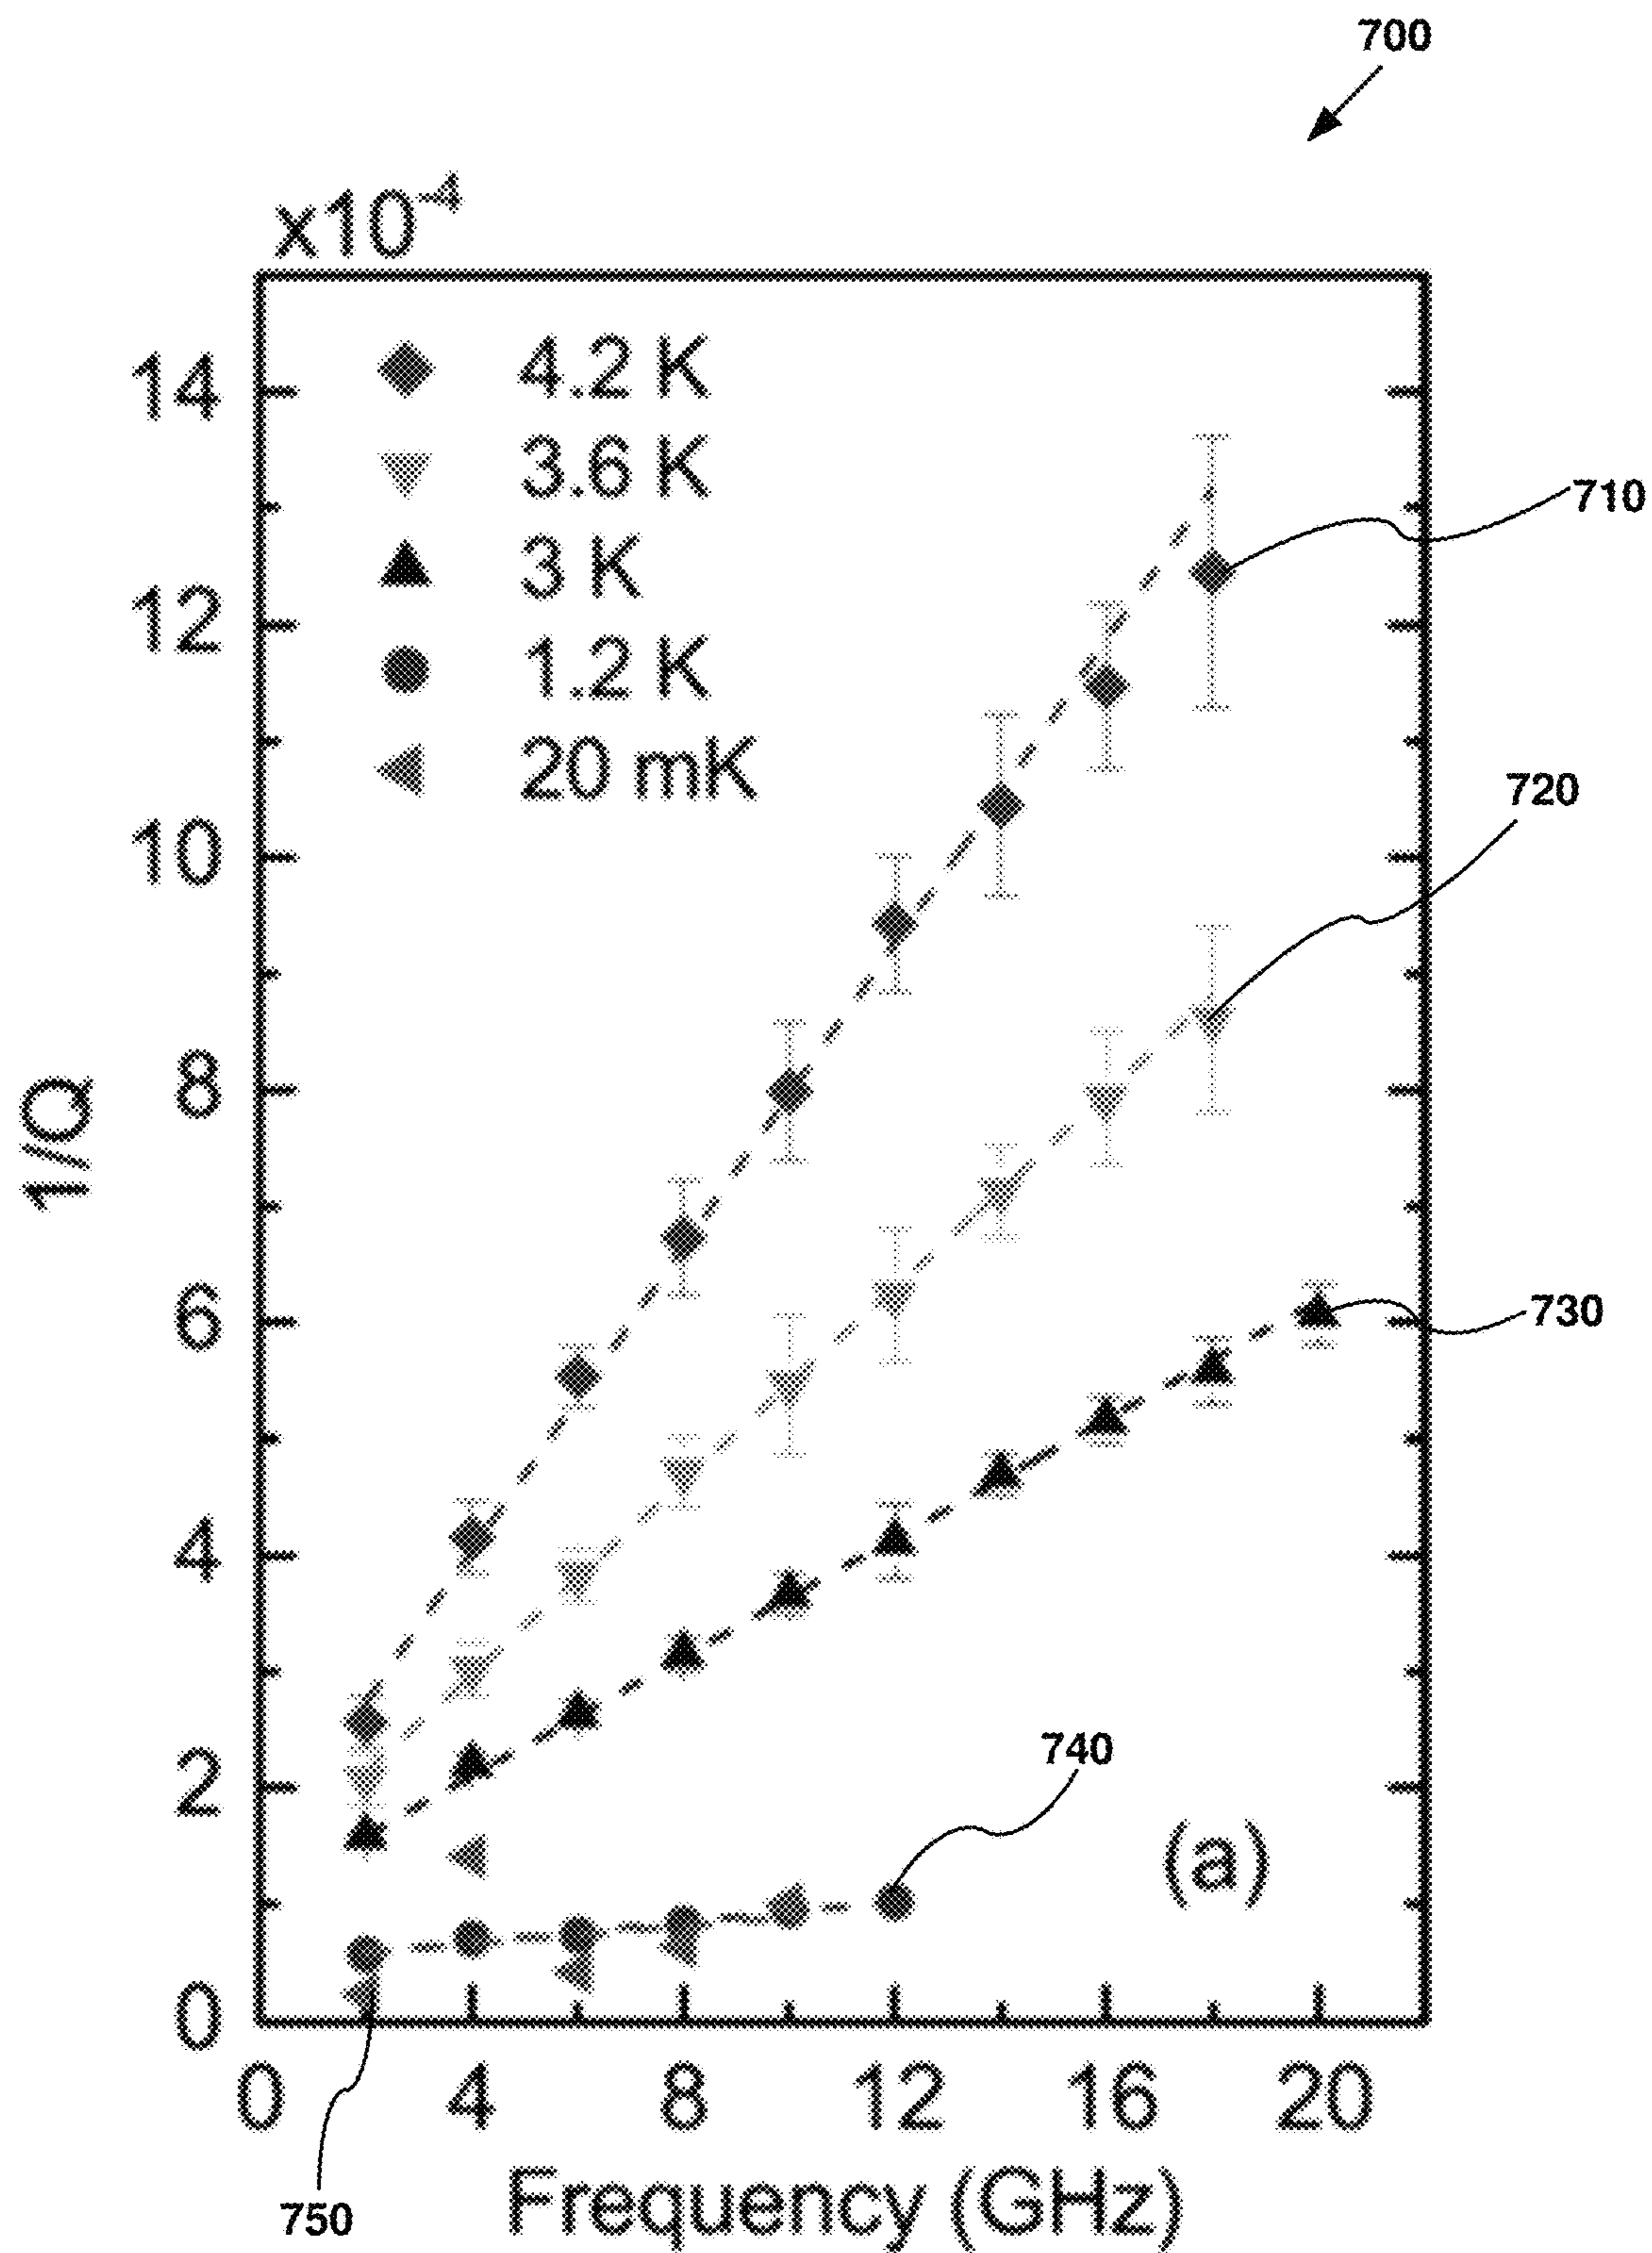 700
x10-4
14
4.2 K
3.6 K
710
3 K
12
1.2 K
20 mK
720
10
8
1/Q
6
730
4
740
2
(a)
0
0 4 8 12 16 20
750
Frequency (GHz)